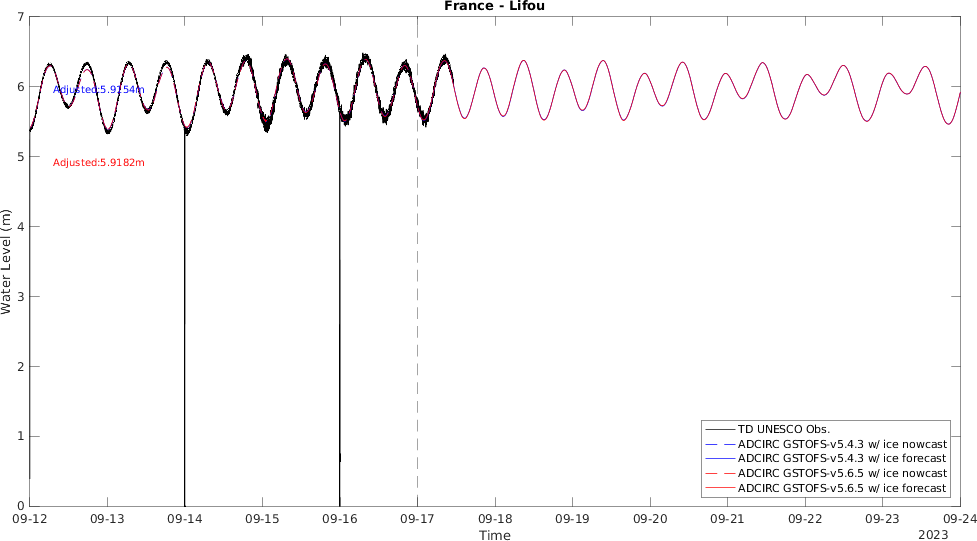 France - Lifou
Water Level (m)
7
6
5
4
3
2
1
0
Adjusted:5.9154m
Adjusted:5.9182m
TD UNESCO Obs.
ADCIRC GSTOFS-v5.4.3 w/ ice nowcast
ADCIRC GSTOFS-v5.4.3 w/ ice forecast
ADCIRC GSTOFS-v5.6.5 w/ ice nowcast
ADCIRC GSTOFS-v5.6.5 w/ ice forecast
09-12 09-13 09-14 09-15 09-16 09-17 09-18 09-19 09-20 09-21 09-22 09-23 09-24
Time
2023